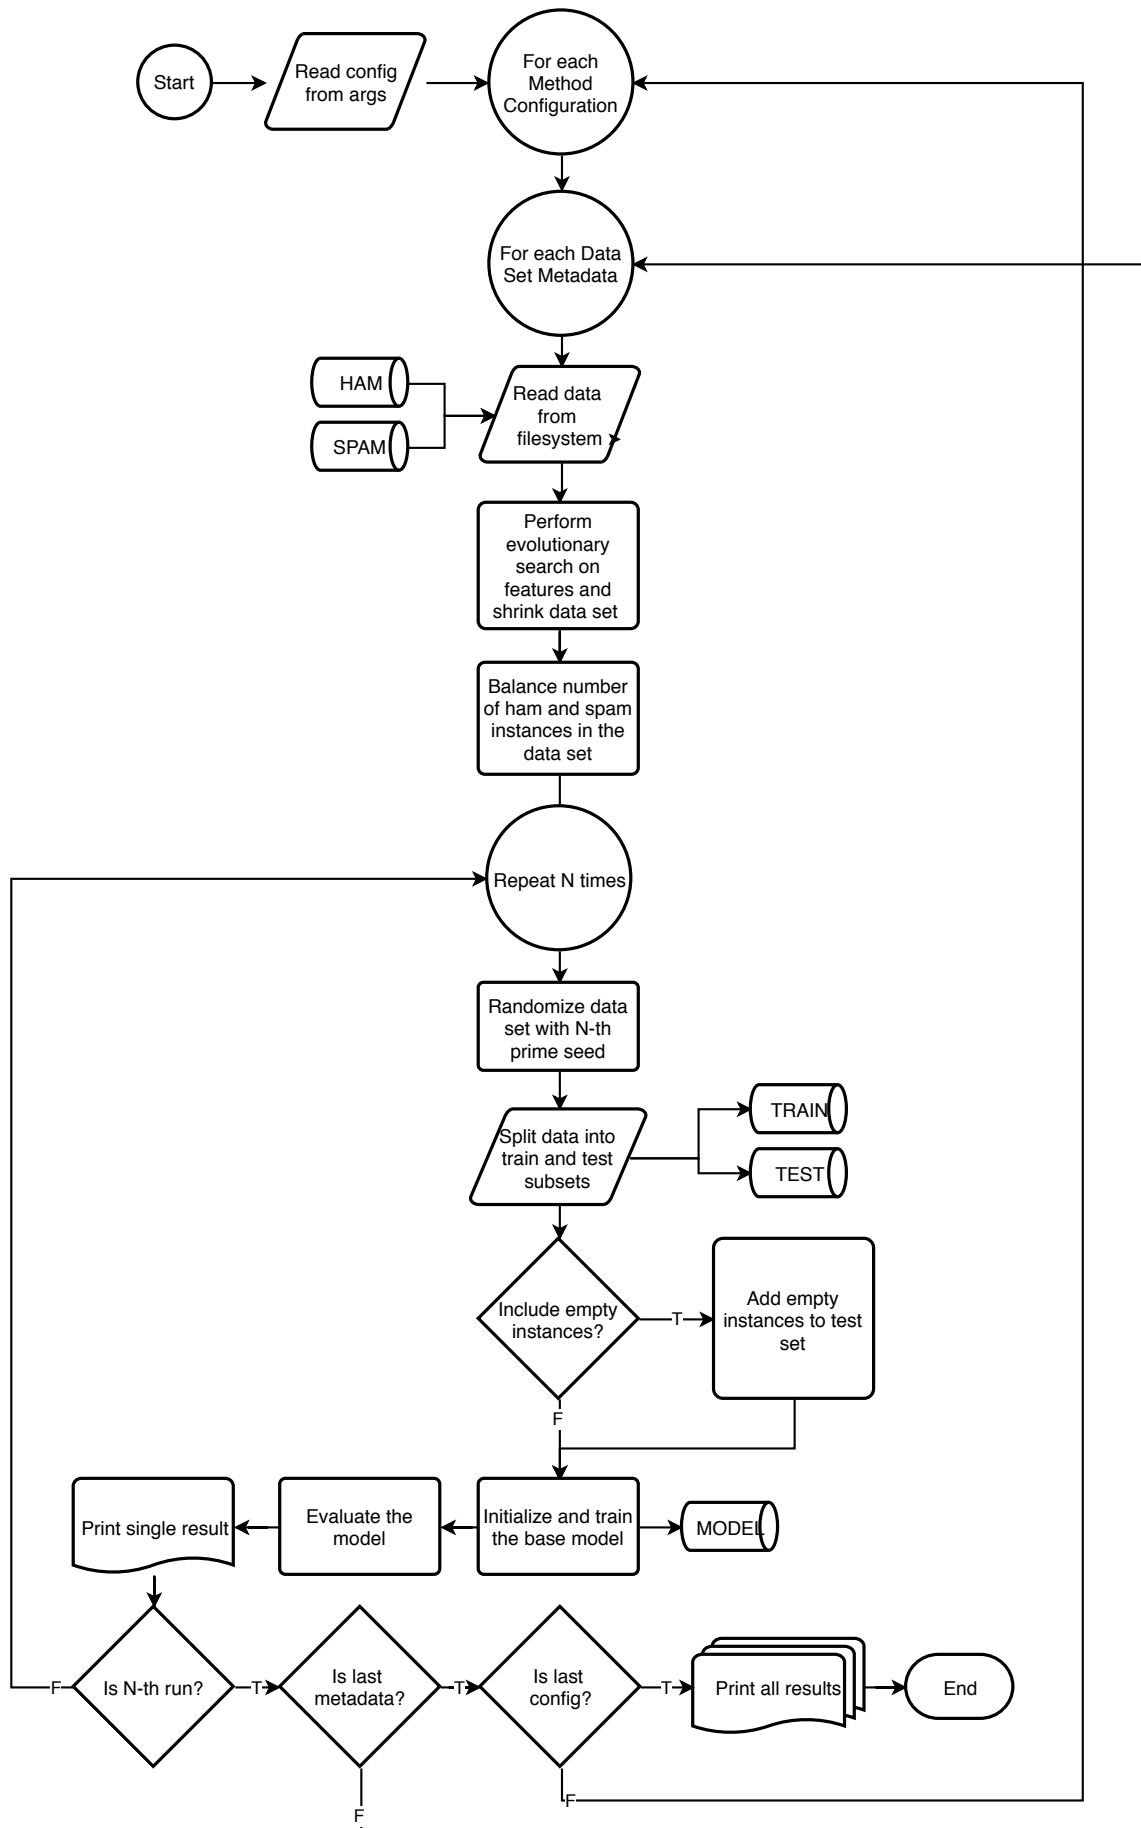 Start
Read config
from args
For each
Method
Configuration
For each Data
Set Metadata
HAM
SPAM
Read data
from
filesystem
Perform
evolutionary
search on
features and
shrink data set
Balance number
of ham and spam
instances in the
data set
Repeat N times
Randomize data
set with N-th
prime seed
Split data into
train and test
subsets
TRAIN
TEST
Include empty
instances?
T
Add empty
instances to test
set
F
Print single result
Evaluate the
model
Initialize and train
the base model
MODEL
F
Is N-th run?
T
Is last
metadata?
T
Is last
config?
T
Print all results
End
F
F